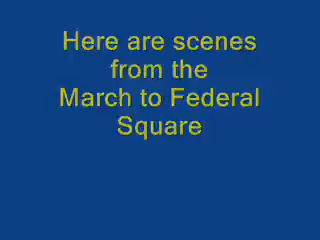 Here are scenes
from the
March to Federal
Square